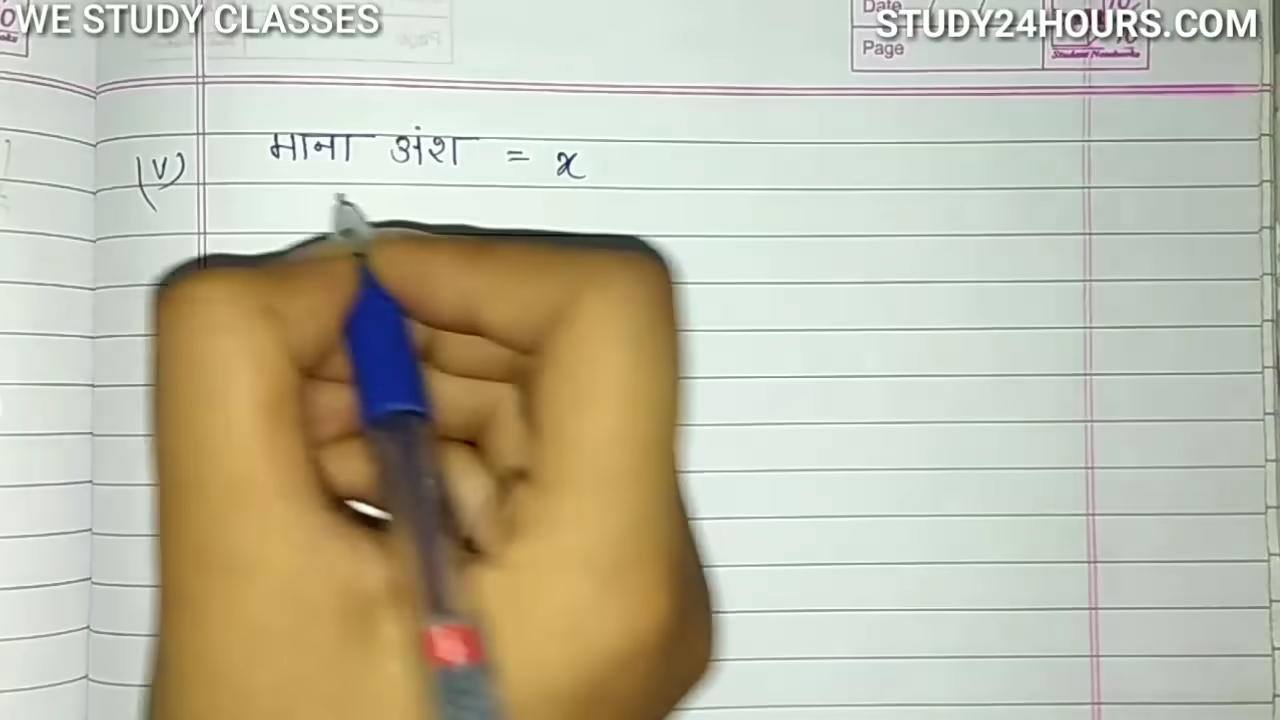 WE STUDY CLASSES
STUDY24HOURS.COM
Date
Page
(v) माना अंश = x